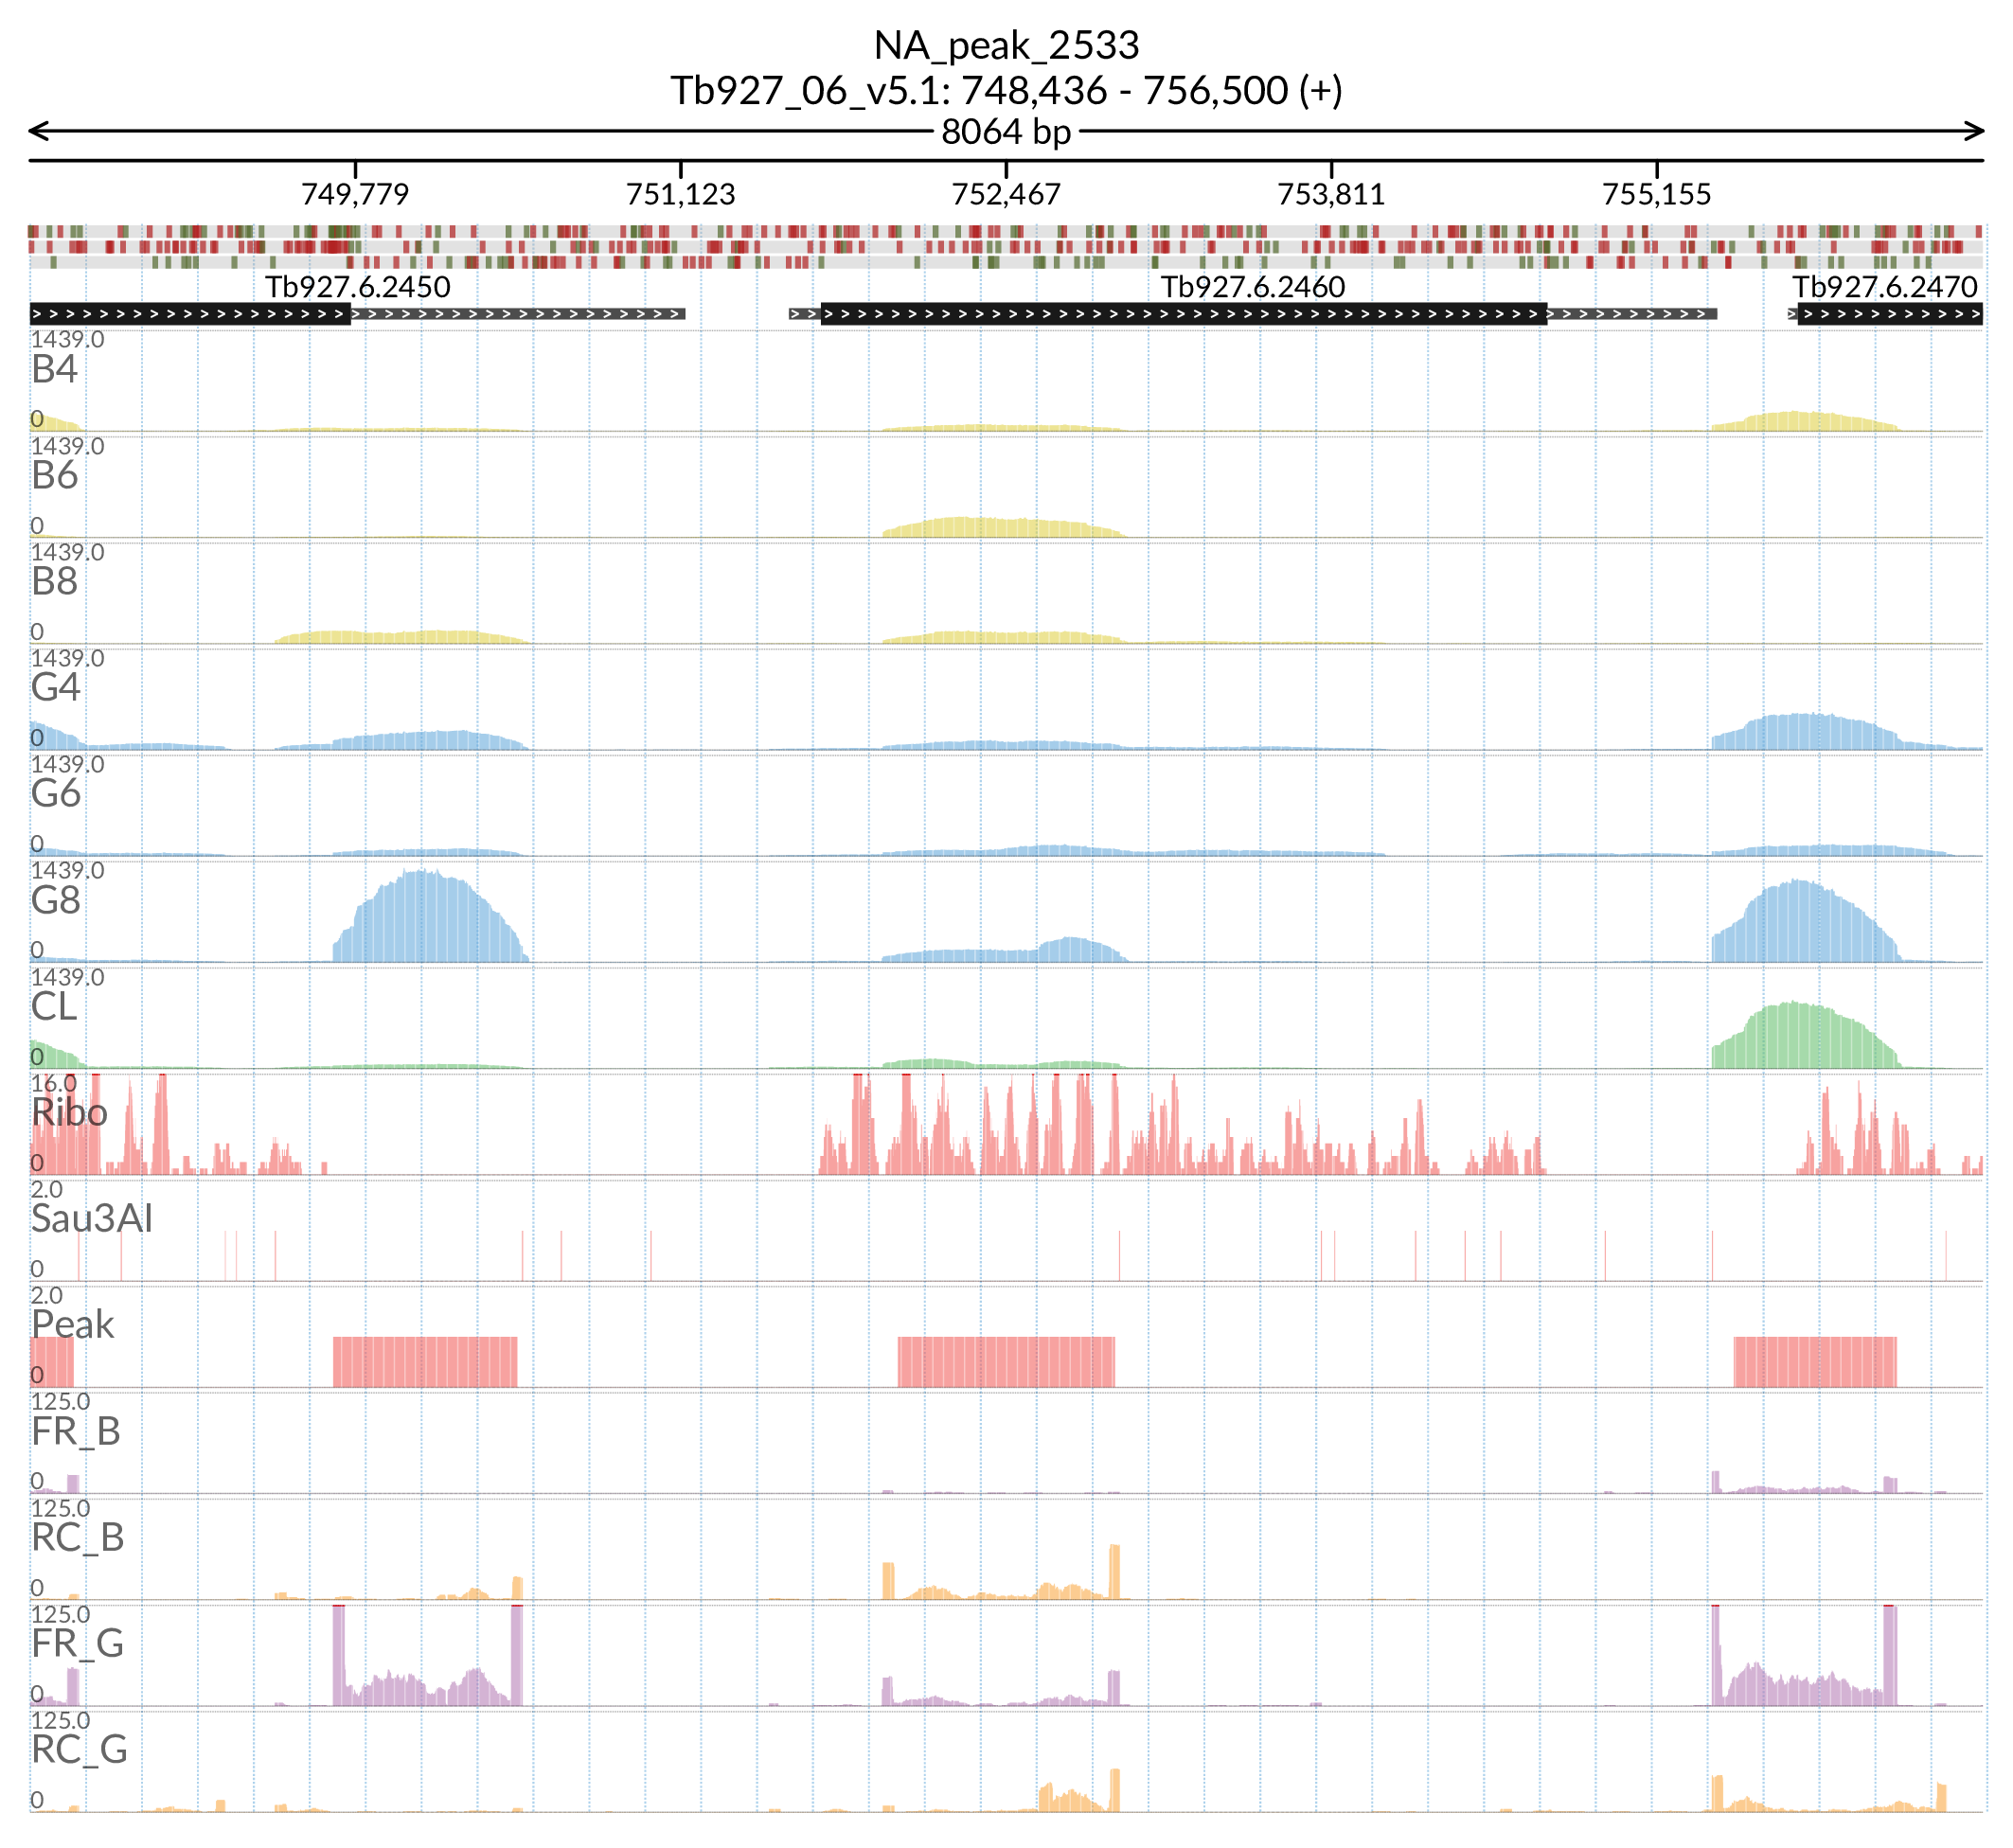 NA_peak_2533
Tb927_06_v5.1: 748,436 - 756,500 (+)
8064 bp
749,779 751,123 752,467 753,811 755,155
Tb927.6.2450 Tb927.6.2460 Tb927.6.2470
1439.0
B4
0
1439.0
B6
0
1439.0
B8
0
1439.0
G4
0
1439.0
G6
0
1439.0
G8
0
1439.0
CL
0
16.0
Ribo
0
2.0
Sau3AI
0
2.0
Peak
0
125.0
FR_B
0
125.0
RC_B
0
125.0
FR_G
0
125.0
RC_G
0